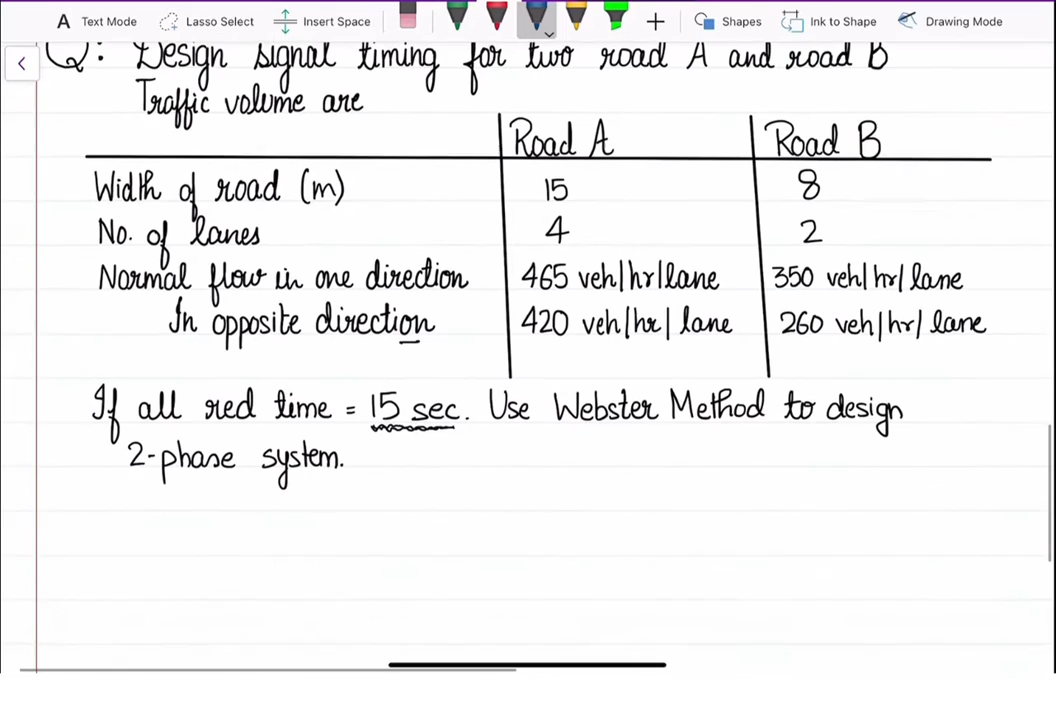 A Text Mode Lasso Select Insert Space + Shapes Ink to Shape Drawing Mode
Q: Design signal timing for two road A and road B
Traffic volume are
Road A Road B
Width of road (m) 15 8
No. of lanes 4 2
Normal flow in one direction 465 veh/hr/lane 350 veh/hr/lane
In opposite direction 420 veh/hr/lane 260 veh/hr/lane
If all red time = 15 sec. Use Webster Method to design
2-phase system.